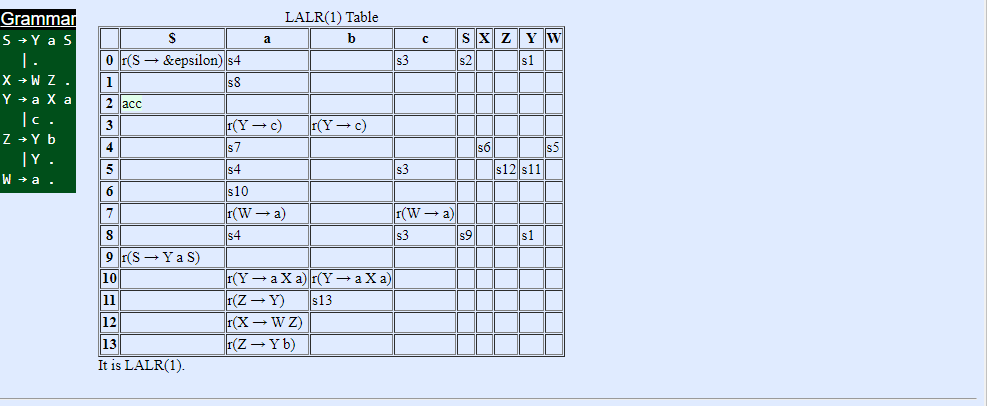 Grammar
S → Y a S
| .
X → W Z .
Y → a X a
| c .
Z → Y b
| Y .
W → a .
LALR(1) Table
$ a b c S X Z Y W
0 r(S → &epsilon) s4 s3 s2 s1
1 s8
2 acc
3 r(Y → c) r(Y → c)
4 s7 s6 s5
5 s4 s3 s12 s11
6 s10
7 r(W → a) r(W → a)
8 s4 s3 s9 s1
9 r(S → Y a S)
10 r(Y → a X a) r(Y → a X a)
11 r(Z → Y) s13
12 r(X → W Z)
13 r(Z → Y b)
It is LALR(1).